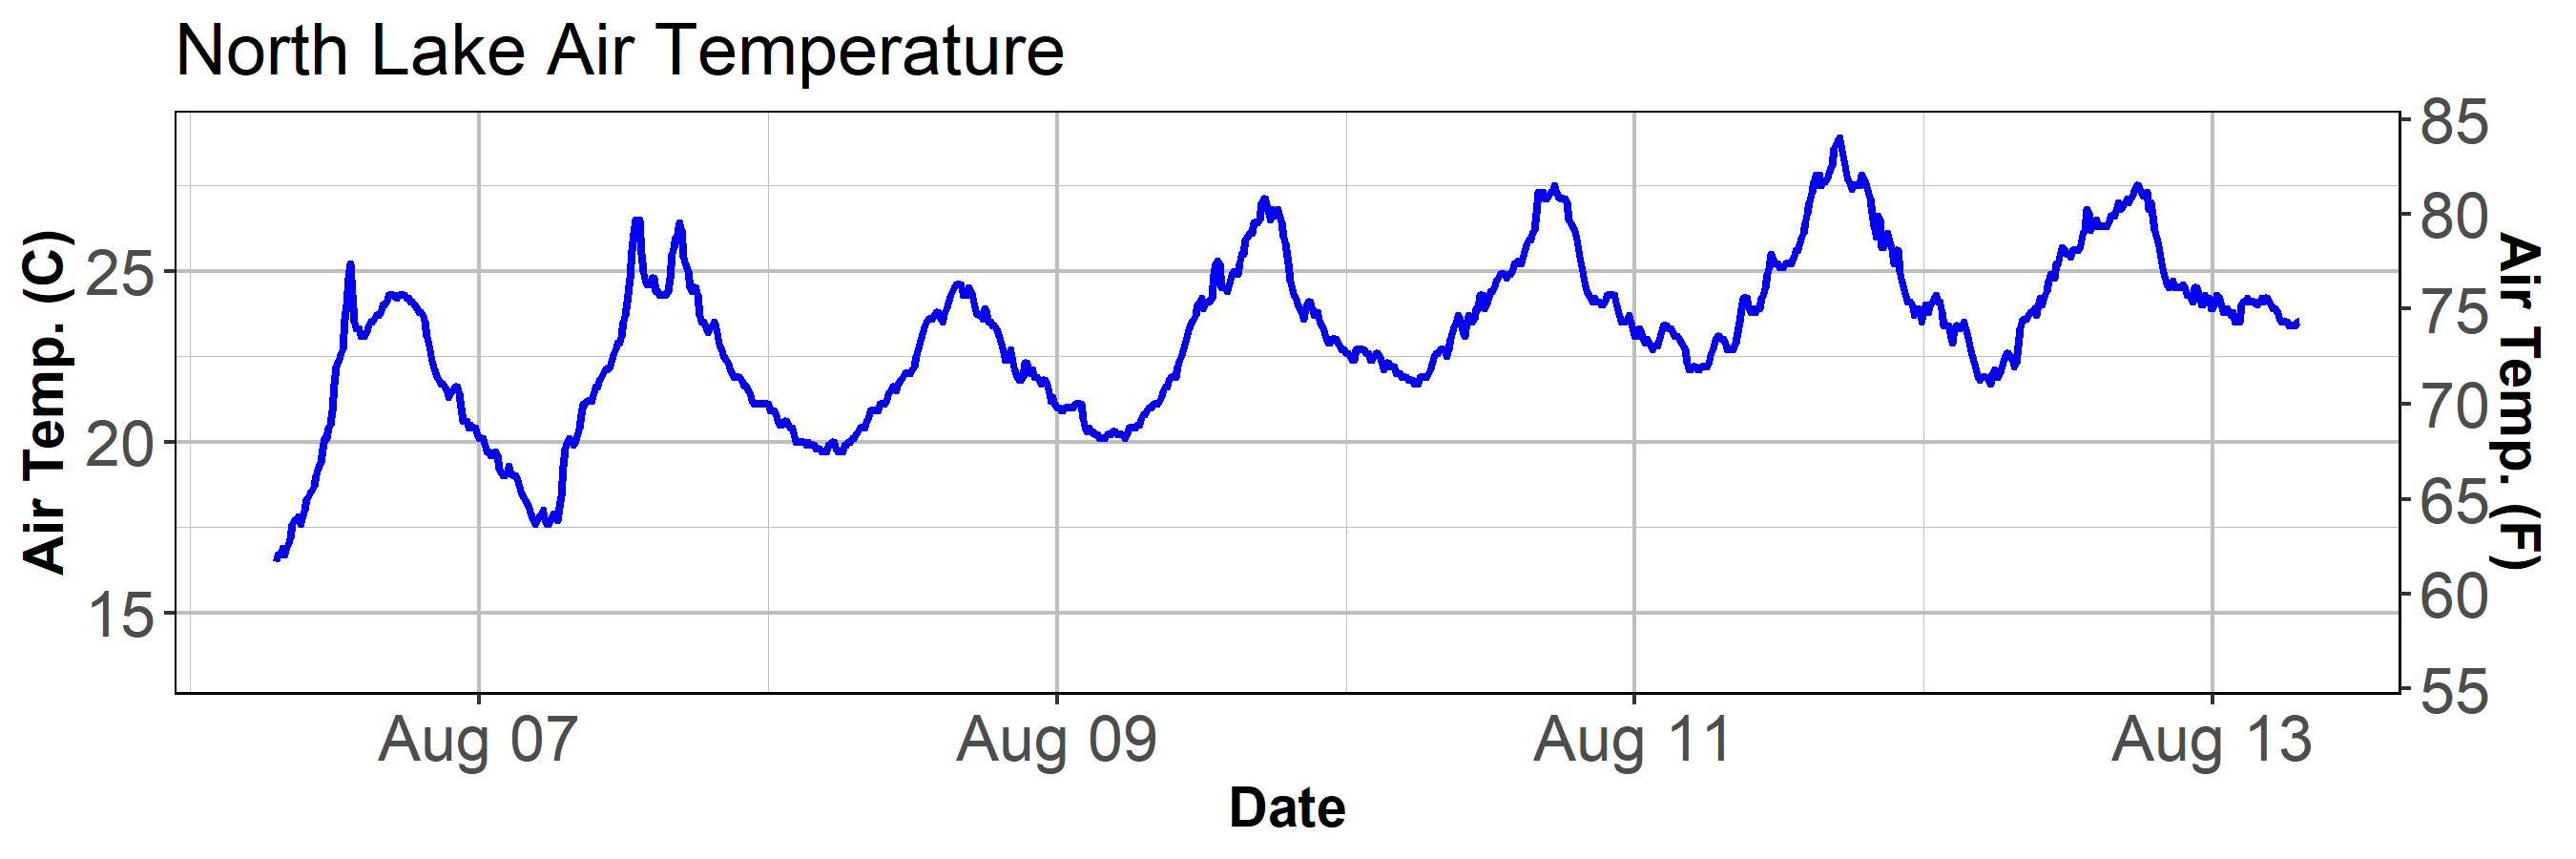 North Lake Air Temperature
Air Temp. (C)
25
20
15
85
80
75
70
65
60
55
Air Temp. (F)
Aug 07 Aug 09 Aug 11 Aug 13
Date